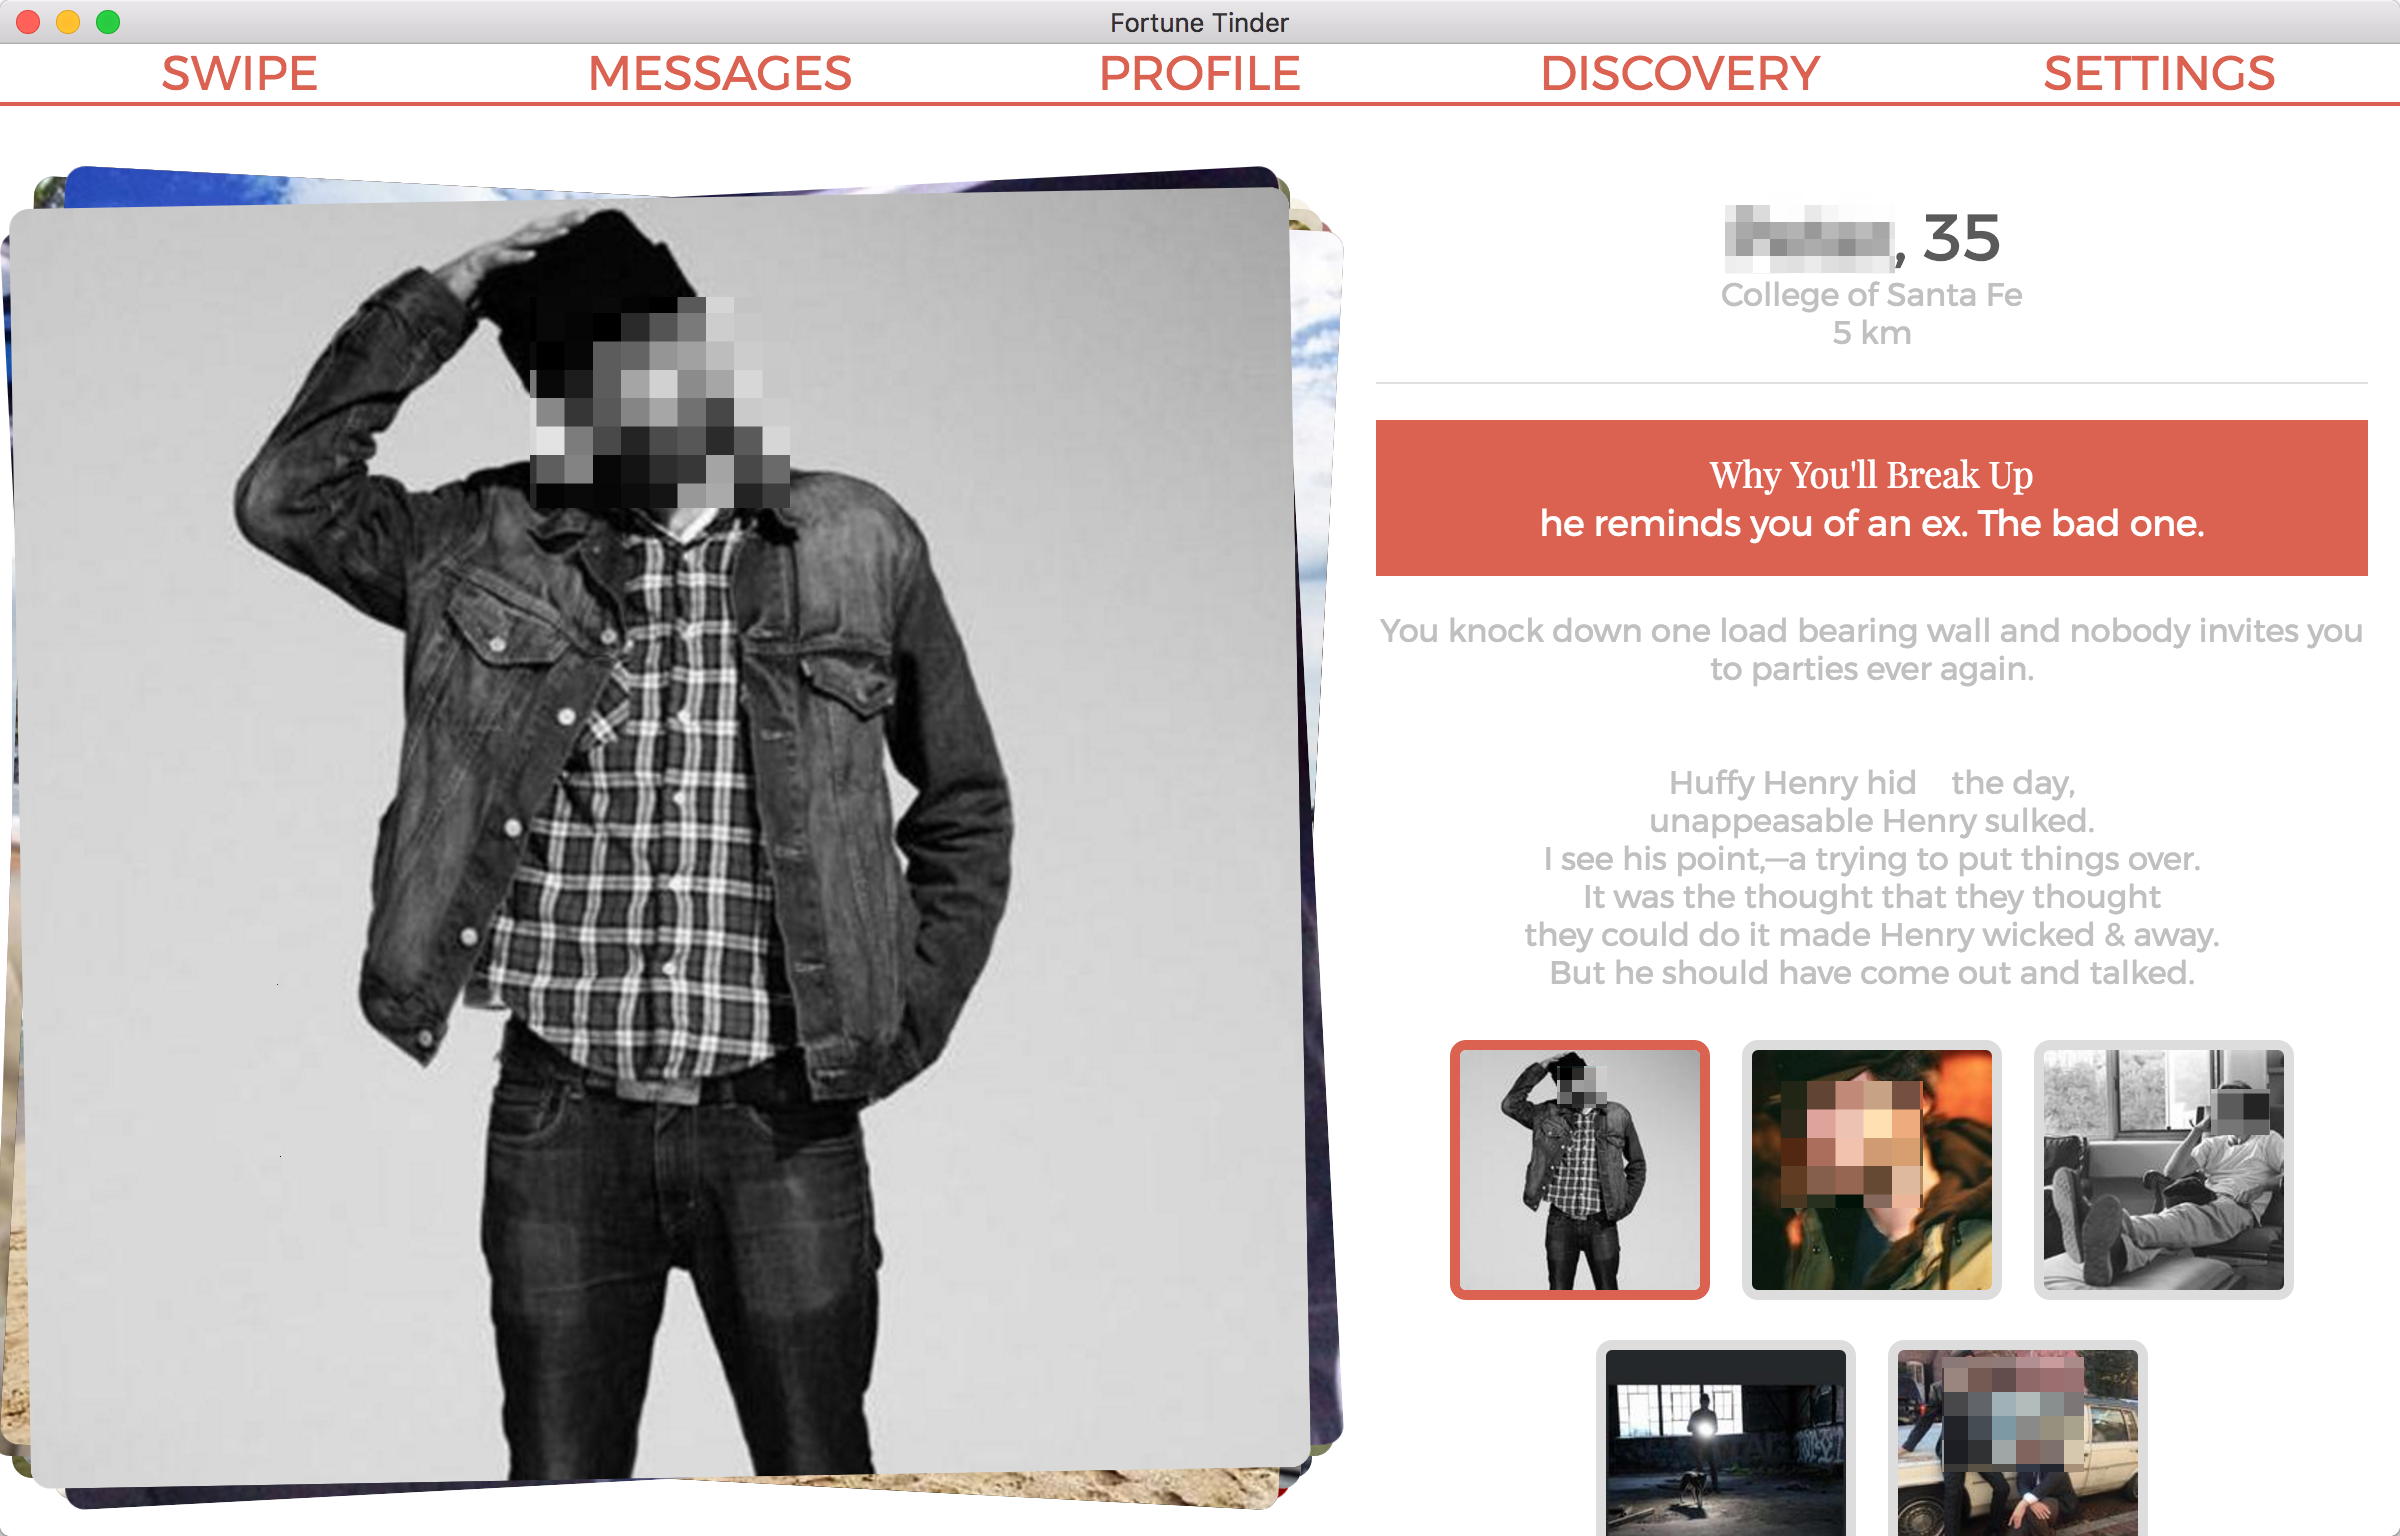 Fortune Tinder
SWIPE MESSAGES PROFILE DISCOVERY SETTINGS
, 35
College of Santa Fe
5 km
Why You'll Break Up
he reminds you of an ex. The bad one.
You knock down one load bearing wall and nobody invites you
to parties ever again.
Huffy Henry hid    the day,
unappeasable Henry sulked.
I see his point,—a trying to put things over.
It was the thought that they thought
they could do it made Henry wicked & away.
But he should have come out and talked.